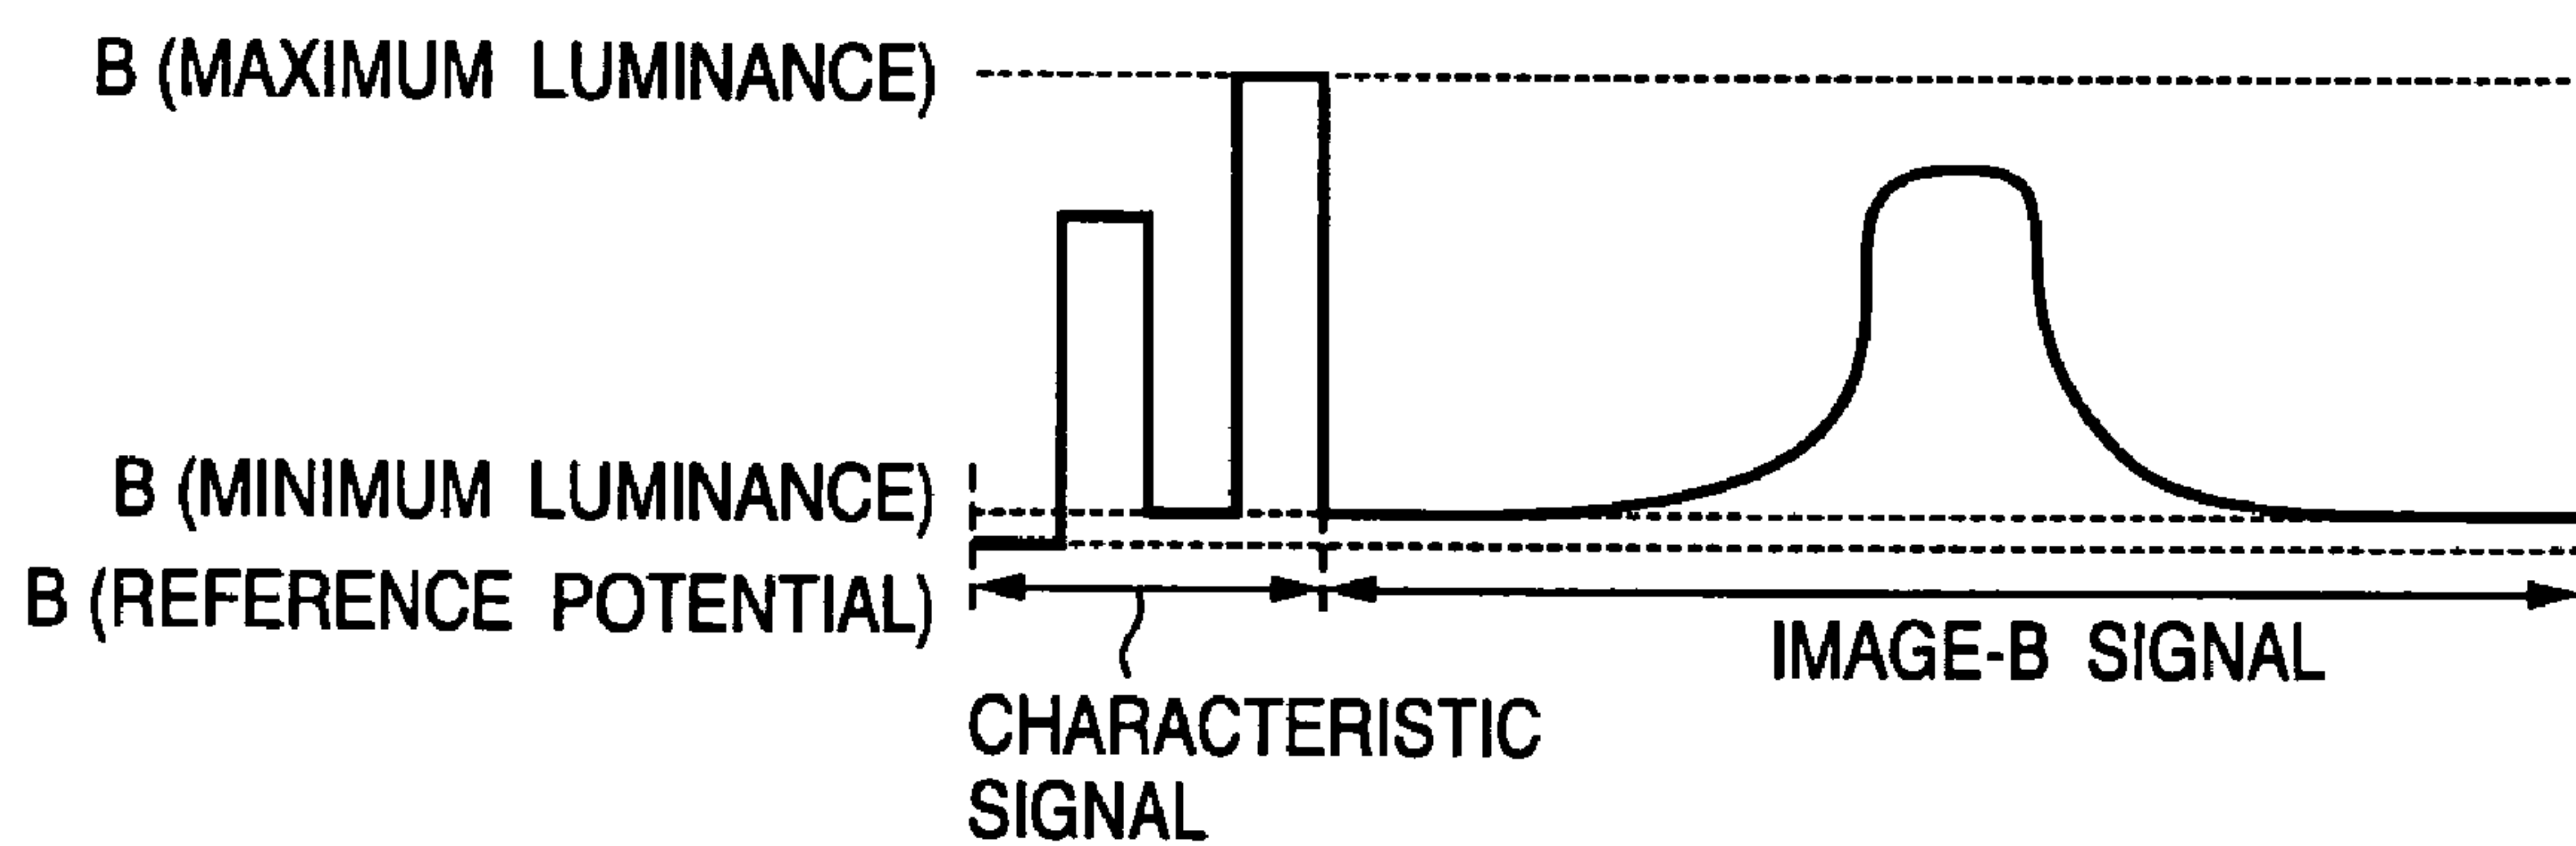 B (MAXIMUM LUMINANCE)
B (MINIMUM LUMINANCE)
B (REFERENCE POTENTIAL)
IMAGE-B SIGNAL
CHARACTERISTIC
SIGNAL